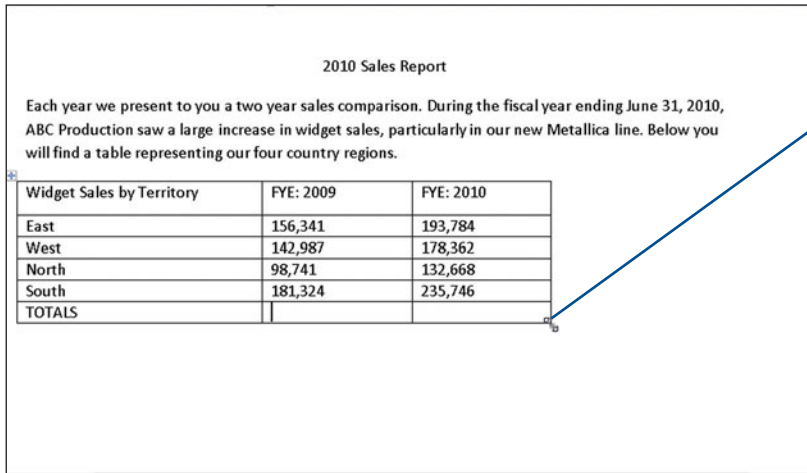 2010 Sales Report
Each year we present to you a two year sales comparison. During the fiscal year ending June 31, 2010,
ABC Production saw a large increase in widget sales, particularly in our new Metallica line. Below you
will find a table representing our four country regions.
Widget Sales by Territory FYE: 2009 FYE: 2010
East 156,341 193,784
West 142,987 178,362
North 98,741 132,668
South 181,324 235,746
TOTALS